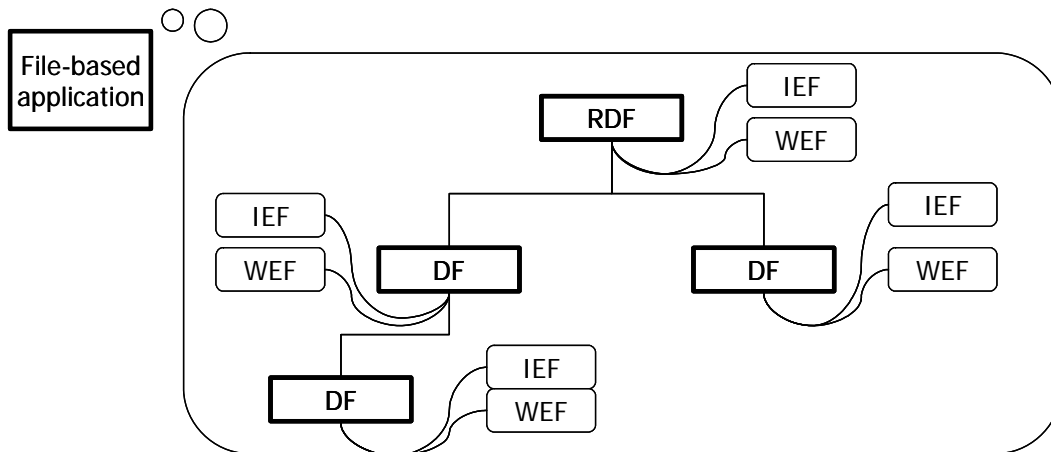 File-based
application
IEF
RDF
WEF
IEF
IEF
WEF
DF
DF
WEF
IEF
DF
WEF